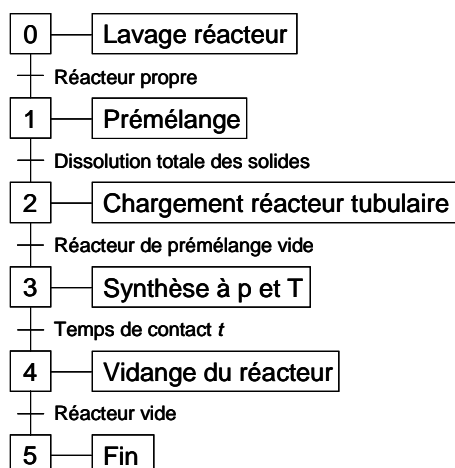 0 Lavage réacteur
Réacteur propre
1 Prémélange
Dissolution totale des solides
2 Chargement réacteur tubulaire
Réacteur de prémélange vide
3 Synthèse à p et T
Temps de contact t
4 Vidange du réacteur
Réacteur vide
5 Fin